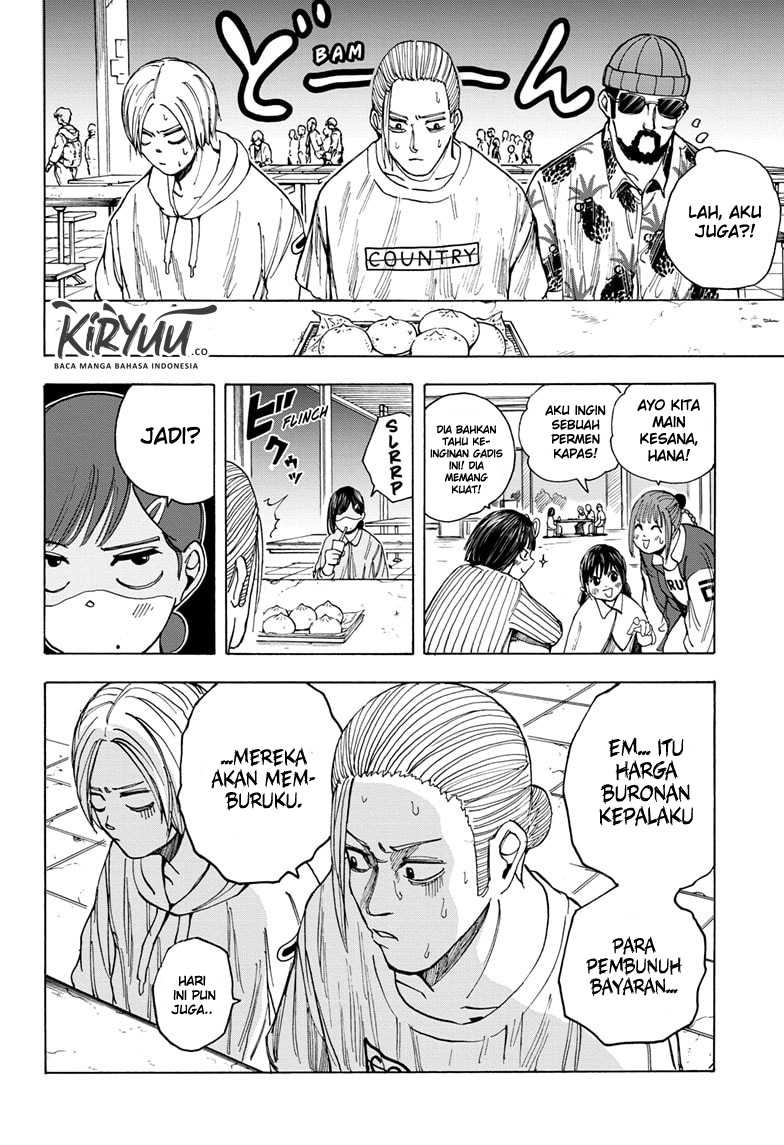 どーーん
BAM
LAH, AKU
JUGA?!
COUNTRY
KIRYUU.CO
BACA MANGA BAHASA INDONESIA
AYO KITA
MAIN
KESANA,
HANA!
AKU INGIN
SEBUAH
PERMEN
KAPAS!
DIA BAHKAN
TAHU KE-
INGINAN GADIS
INI! DIA
MEMANG
KUAT!
RU
SLRRP
ビクッ
FLINCH
JADI?
EM... ITU
HARGA
BURONAN
KEPALAKU
PARA
PEMBUNUH
BAYARAN...
...MEREKA
AKAN MEM-
BURUKU.
HARI
INI PUN
JUGA..